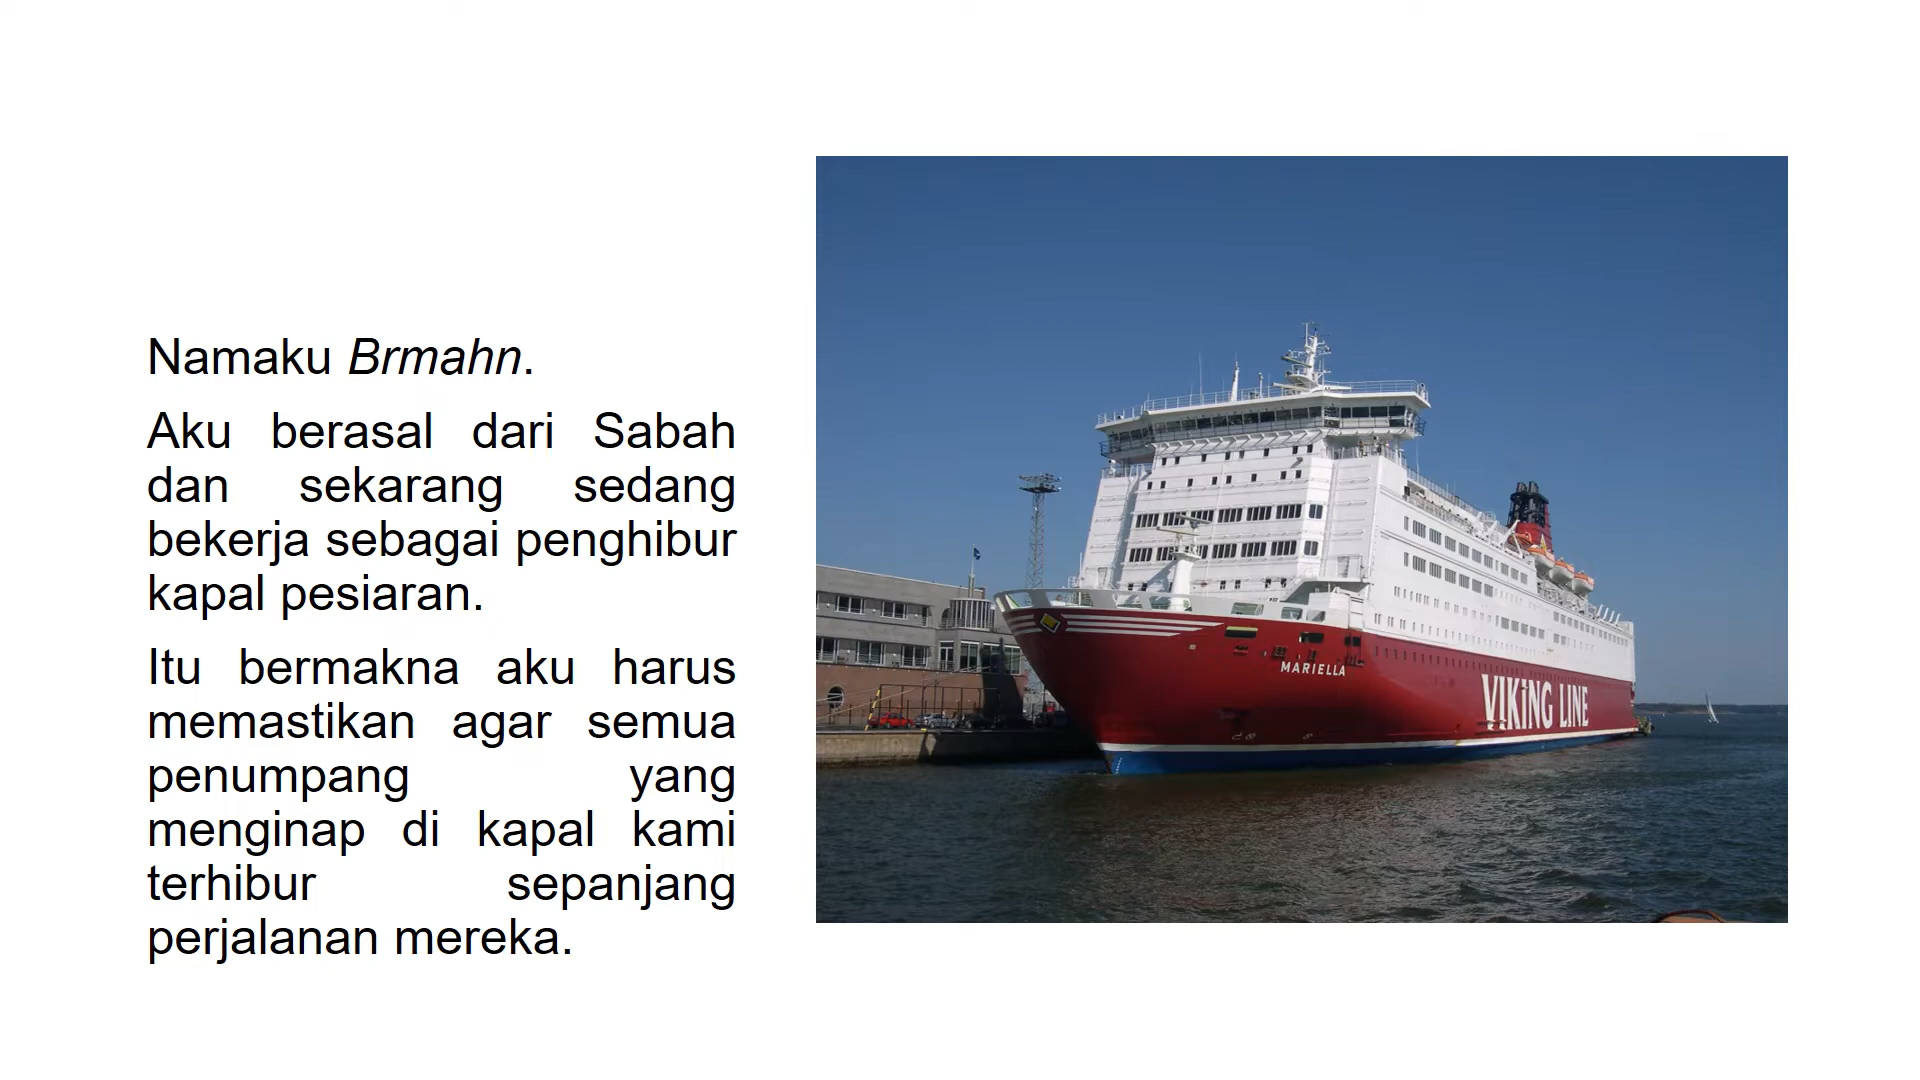 Namaku Brmahn.
Aku berasal dari Sabah
dan sekarang sedang
bekerja sebagai penghibur
kapal pesiaran.
Itu bermakna aku harus
memastikan agar semua
penumpang yang
menginap di kapal kami
terhibur sepanjang
perjalanan mereka.
MARIELLA
VIKING LINE